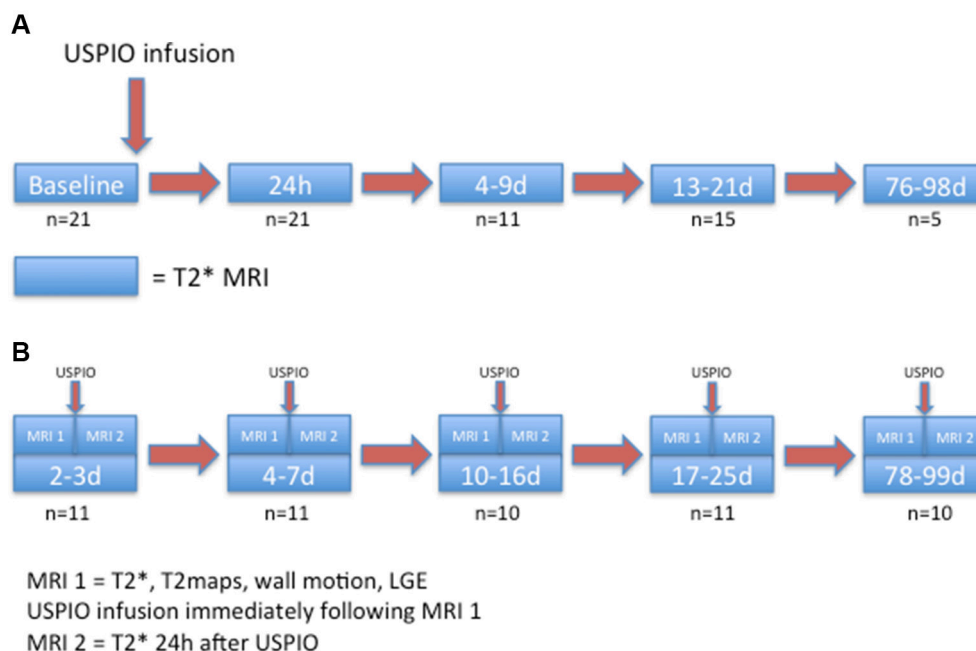 A
USPIO infusion
Baseline 24h 4-9d 13-21d 76-98d
n=21 n=21 n=11 n=15 n=5
= T2* MRI
B
USPIO USPIO USPIO USPIO USPIO
MRI 1 MRI 2 MRI 1 MRI 2 MRI 1 MRI 2 MRI 1 MRI 2 MRI 1 MRI 2
2-3d 4-7d 10-16d 17-25d 78-99d
n=11 n=11 n=10 n=11 n=10
MRI 1 = T2*, T2maps, wall motion, LGE
USPIO infusion immediately following MRI 1
MRI 2 = T2* 24h after USPIO